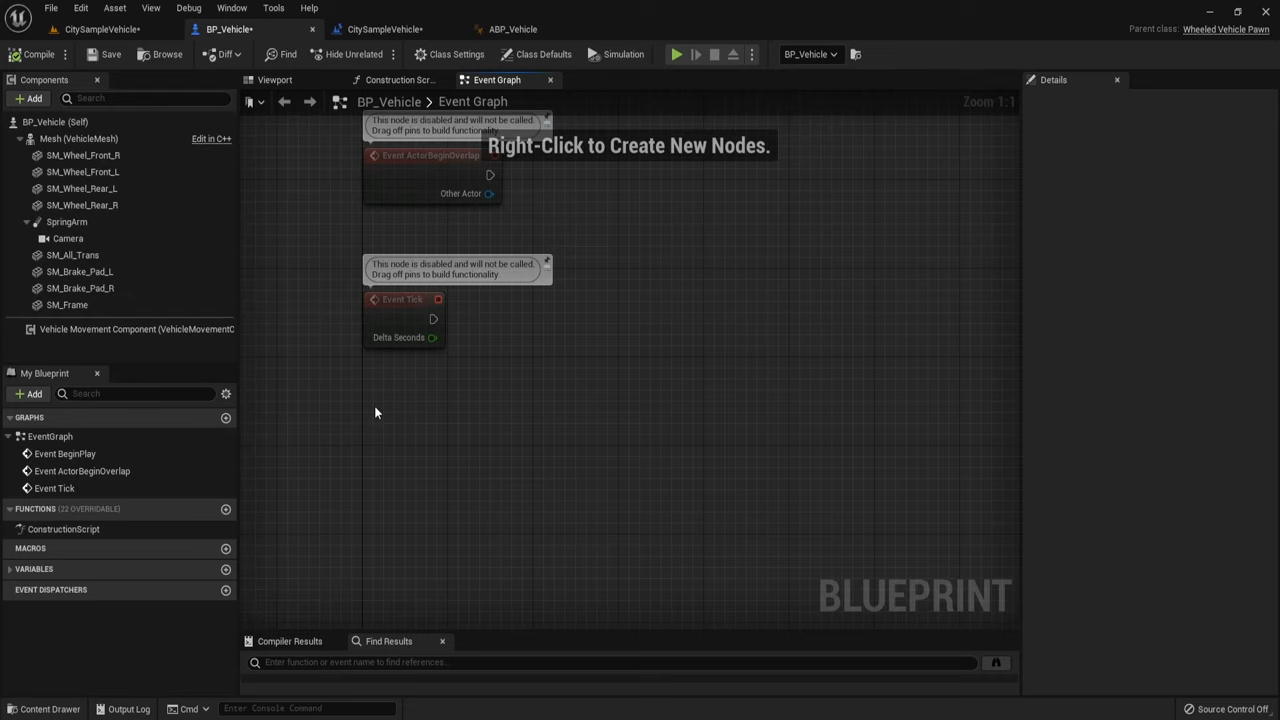 File Edit Asset View Debug Window Tools Help
CitySampleVehicle* BP_Vehicle* CitySampleVehicle* ABP_Vehicle
Parent class: Wheeled Vehicle Pawn
Compile Save Browse Diff Find Hide Unrelated Class Settings Class Defaults Simulation BP_Vehicle
Components
Viewport Construction Scr... Event Graph
Details
+ Add Search
BP_Vehicle > Event Graph
Zoom 1:1
BP_Vehicle (Self)
Mesh (VehicleMesh) Edit in C++
SM_Wheel_Front_R
SM_Wheel_Front_L
SM_Wheel_Rear_L
SM_Wheel_Rear_R
SpringArm
Camera
SM_All_Trans
SM_Brake_Pad_L
SM_Brake_Pad_R
SM_Frame
Vehicle Movement Component (VehicleMovementC
This node is disabled and will not be called.
Drag off pins to build functionality.
Right-Click to Create New Nodes.
Event ActorBeginOverlap
Other Actor
This node is disabled and will not be called.
Drag off pins to build functionality.
Event Tick
Delta Seconds
My Blueprint
+ Add Search
GRAPHS
EventGraph
Event BeginPlay
Event ActorBeginOverlap
Event Tick
FUNCTIONS (22 OVERRIDABLE)
ConstructionScript
MACROS
VARIABLES
EVENT DISPATCHERS
BLUEPRINT
Compiler Results Find Results
Enter function or event name to find references...
Content Drawer Output Log Cmd Enter Console Command
Source Control Off